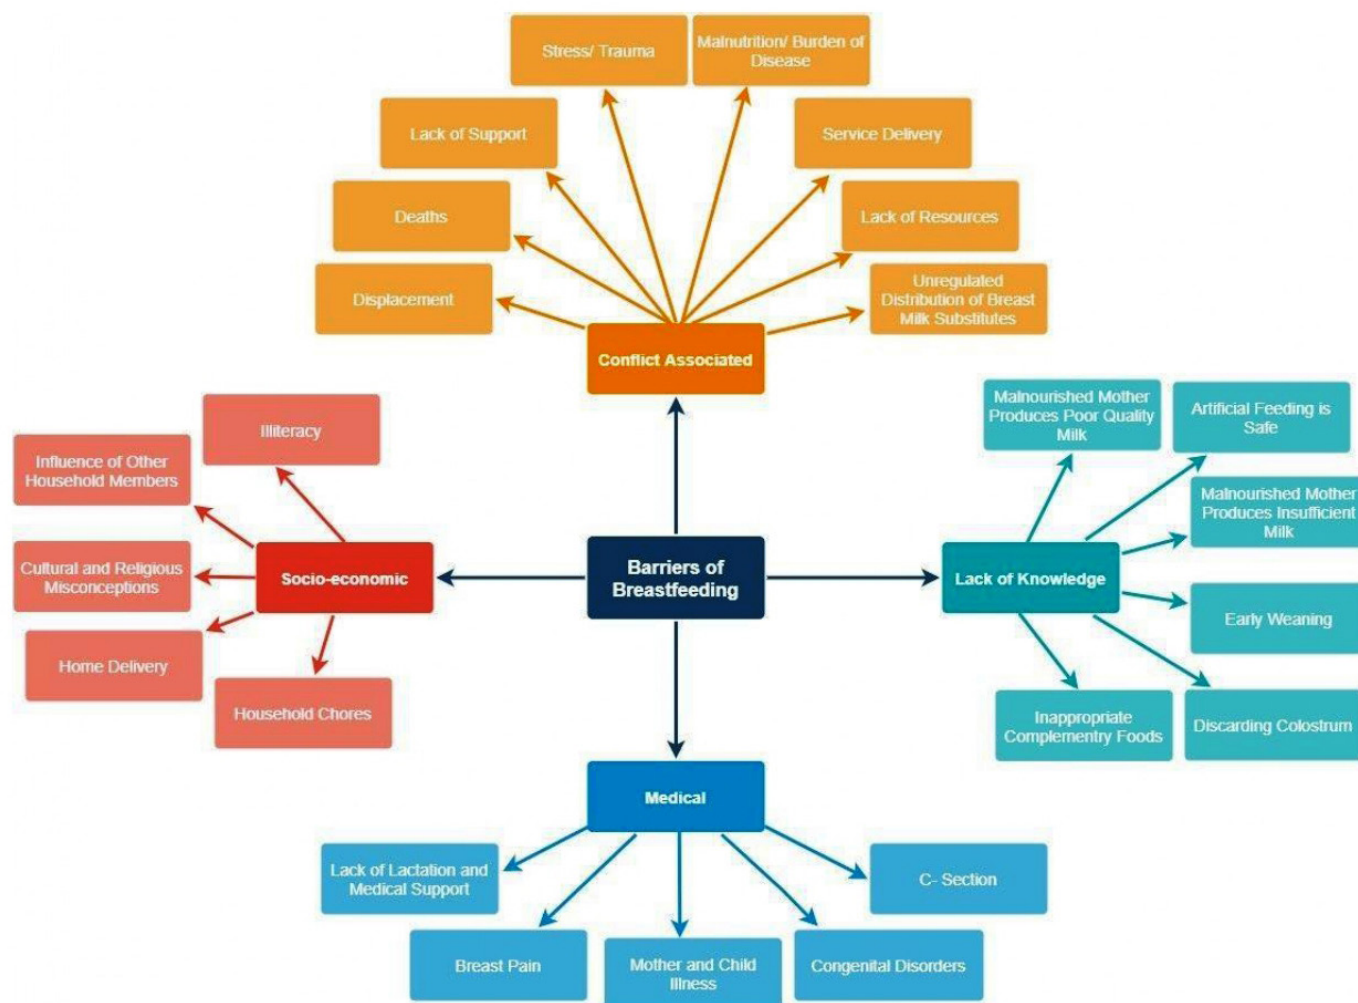 Stress/ Trauma
Malnutrition/ Burden of
Disease
Lack of Support
Service Delivery
Deaths
Lack of Resources
Displacement
Unregulated
Distribution of Breast
Milk Substitutes
Conflict Associated
Illiteracy
Influence of Other
Household Members
Cultural and Religious
Misconceptions
Socio-economic
Home Delivery
Household Chores
Barriers of
Breastfeeding
Malnourished Mother
Produces Poor Quality
Milk
Artificial Feeding is
Safe
Malnourished Mother
Produces Insufficient
Milk
Lack of Knowledge
Early Weaning
Inappropriate
Complementry Foods
Discarding Colostrum
Medical
Lack of Lactation and
Medical Support
C- Section
Breast Pain
Mother and Child
Illness
Congenital Disorders